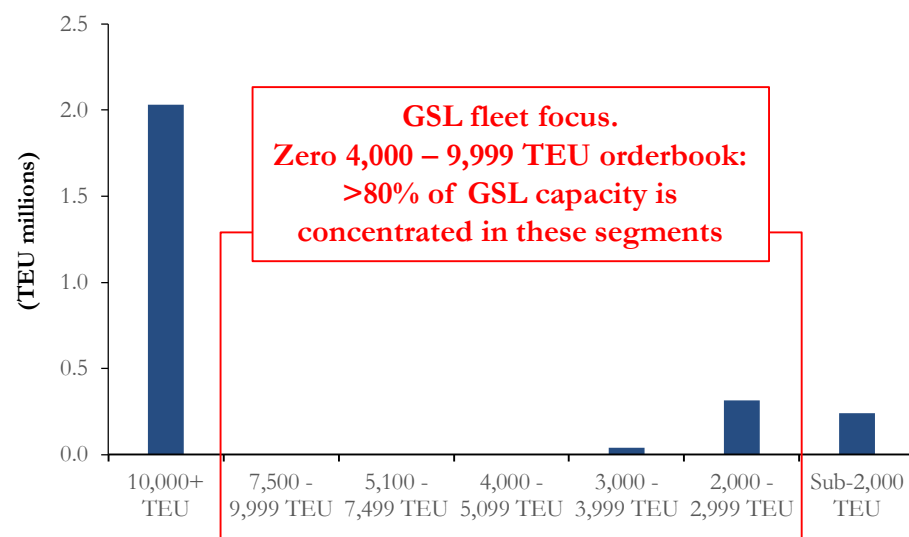 2.5
2.0
1.5
1.0
0.5
0.0
(TEU millions)
GSL fleet focus.
Zero 4,000 – 9,999 TEU orderbook:
>80% of GSL capacity is
concentrated in these segments
10,000+
TEU
7,500 -
9,999 TEU
5,100 -
7,499 TEU
4,000 -
5,099 TEU
3,000 -
3,999 TEU
2,000 -
2,999 TEU
Sub-2,000
TEU